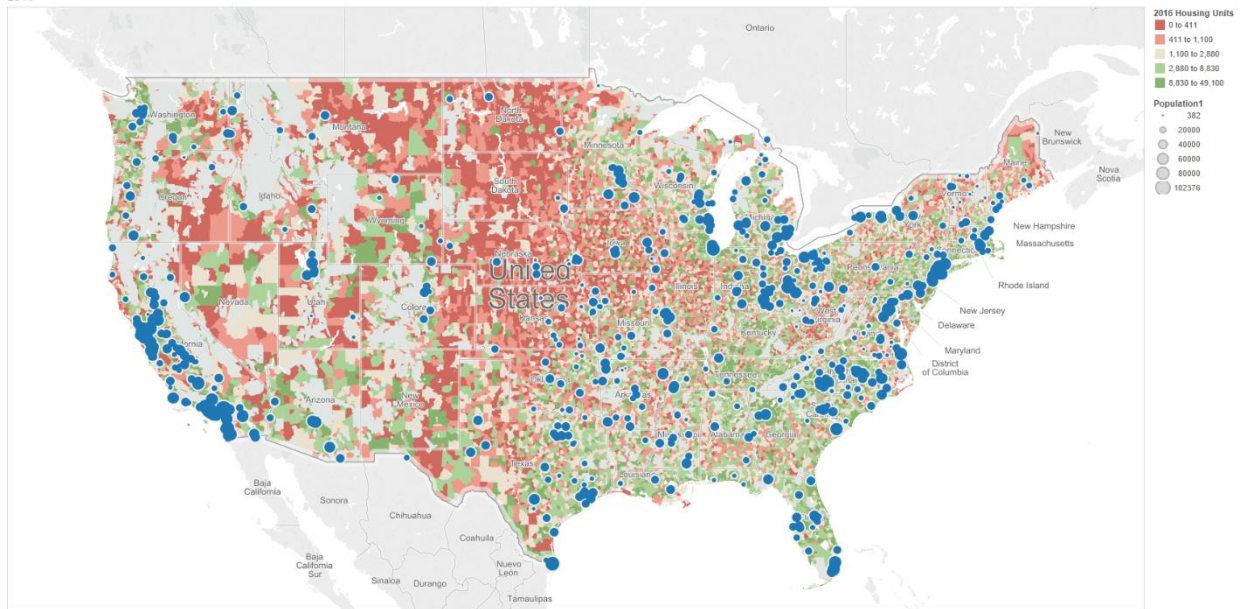 Ontario
2016 Housing Units
0 to 411
411 to 1,100
1,100 to 2,880
2,880 to 8,830
8,830 to 49,100
Population1
382
20000
40000
60000
80000
102376
Washington
Montana
North
Dakota
Minnesota
Maine
New
Brunswick
Nova
Scotia
Oregon
Idaho
South
Dakota
Wisconsin
Wyoming
New Hampshire
Massachusetts
Rhode Island
Nebraska
United
States
Iowa
Illinois
Pennsylvania
New Jersey
Delaware
Maryland
District
of Columbia
Nevada
Utah
Missouri
Kentucky
West
Virginia
Tennessee
Arizona
New
Mexico
Georgia
Texas
Louisiana
Baja
California
Sonora
Chihuahua
Coahuila
Baja
California
Sur
Nuevo
León
Sinaloa
Durango
Tamaulipas